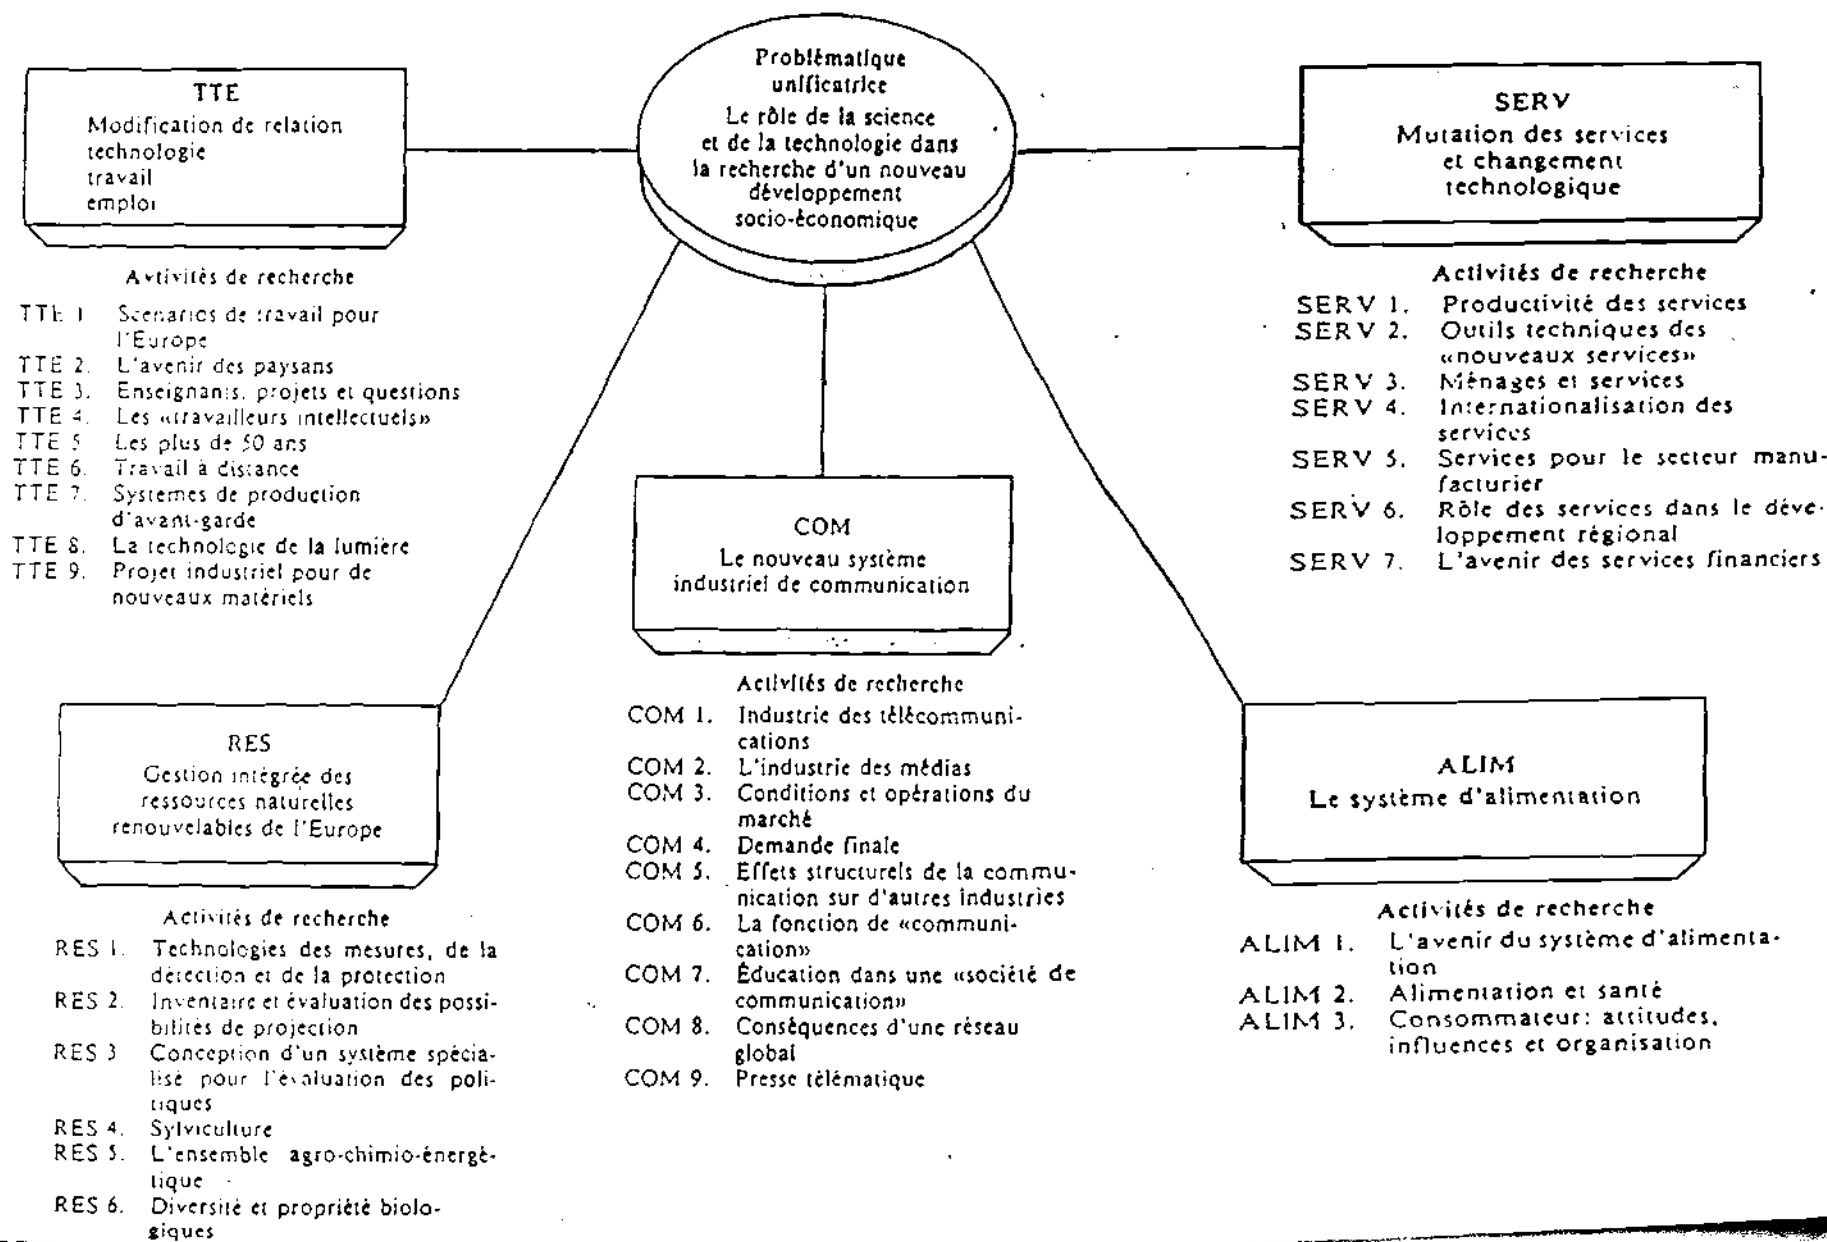 Problématique
unificatrice
Le rôle de la science
et de la technologie dans
la recherche d'un nouveau
développement
socio-économique
TTE
Modification de relation
technologie
travail
emploi
Avtivités de recherche
TTE 1 Scenarios de travail pour
l'Europe
TTE 2. L'avenir des paysans
TTE 3. Enseignants, projets et questions
TTE 4. Les «travailleurs intellectuels»
TTE 5 Les plus de 50 ans
TTE 6. Travail à distance
TTE 7. Systemes de production
d'avant-garde
TTE 8. La technologie de la lumière
TTE 9. Projet industriel pour de
nouveaux matériels
SERV
Mutation des services
et changement
technologique
Activités de recherche
SERV 1. Productivité des services
SERV 2. Outils techniques des
«nouveaux services»
SERV 3. Ménages et services
SERV 4. Internationalisation des
services
SERV 5. Services pour le secteur manu-
facturier
SERV 6. Rôle des services dans le déve-
loppement régional
SERV 7. L'avenir des services financiers
COM
Le nouveau système
industriel de communication
Activités de recherche
COM 1. Industrie des télécommuni-
cations
COM 2. L'industrie des médias
COM 3. Conditions et opérations du
marché
COM 4. Demande finale
COM 5. Effets structurels de la commu-
nication sur d'autres industries
COM 6. La fonction de «communi-
cation»
COM 7. Éducation dans une «société de
communication»
COM 8. Conséquences d'une réseau
global
COM 9. Presse télématique
RES
Gestion intégrée des
ressources naturelles
renouvelables de l'Europe
Activités de recherche
RES 1. Technologies des mesures, de la
détection et de la protection
RES 2. Inventaire et évaluation des possi-
bilités de projection
RES 3 Conception d'un système spécia-
lisé pour l'évaluation des poli-
tiques
RES 4. Sylviculture
RES 5. L'ensemble agro-chimio-énergé-
tique
RES 6. Diversité et propriété biolo-
giques
ALIM
Le système d'alimentation
Activités de recherche
ALIM 1. L'avenir du système d'alimenta-
tion
ALIM 2. Alimentation et santé
ALIM 3. Consommateur: attitudes,
influences et organisation